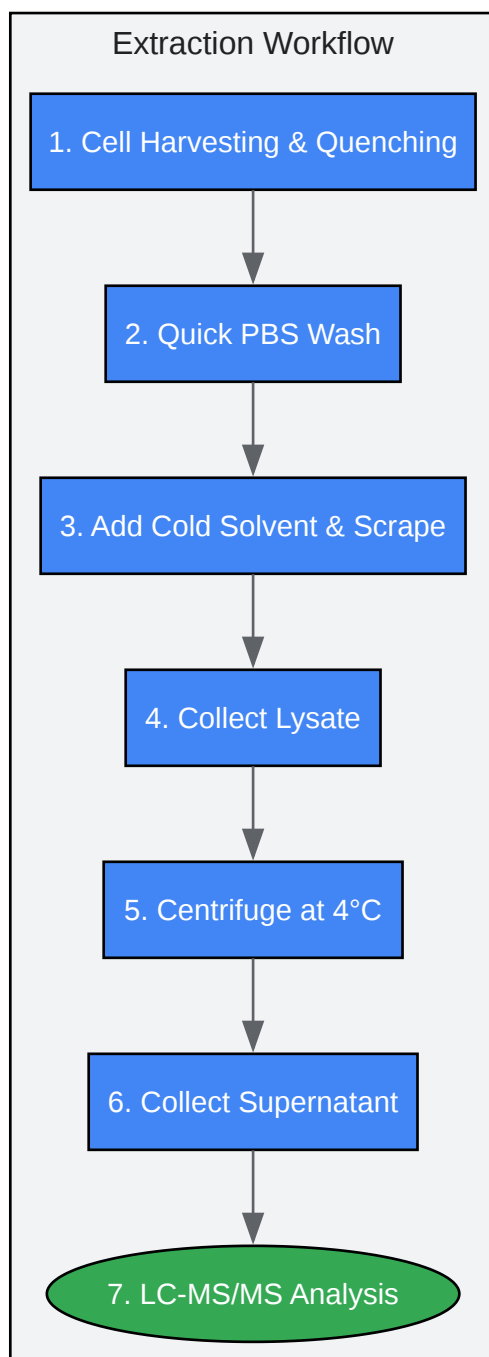 Extraction Workflow
1. Cell Harvesting & Quenching
2. Quick PBS Wash
3. Add Cold Solvent & Scrape
4. Collect Lysate
5. Centrifuge at 4°C
6. Collect Supernatant
7. LC-MS/MS Analysis